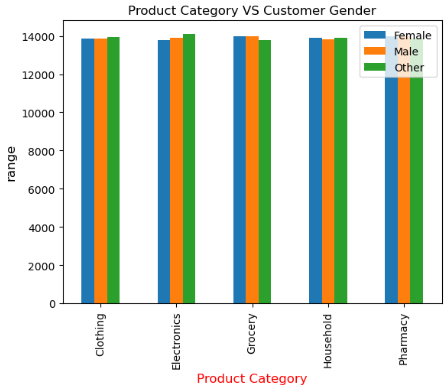 Product Category VS Customer Gender
Female
Male
Other
range
14000
12000
10000
8000
6000
4000
2000
0
Clothing
Electronics
Grocery
Household
Pharmacy
Product Category